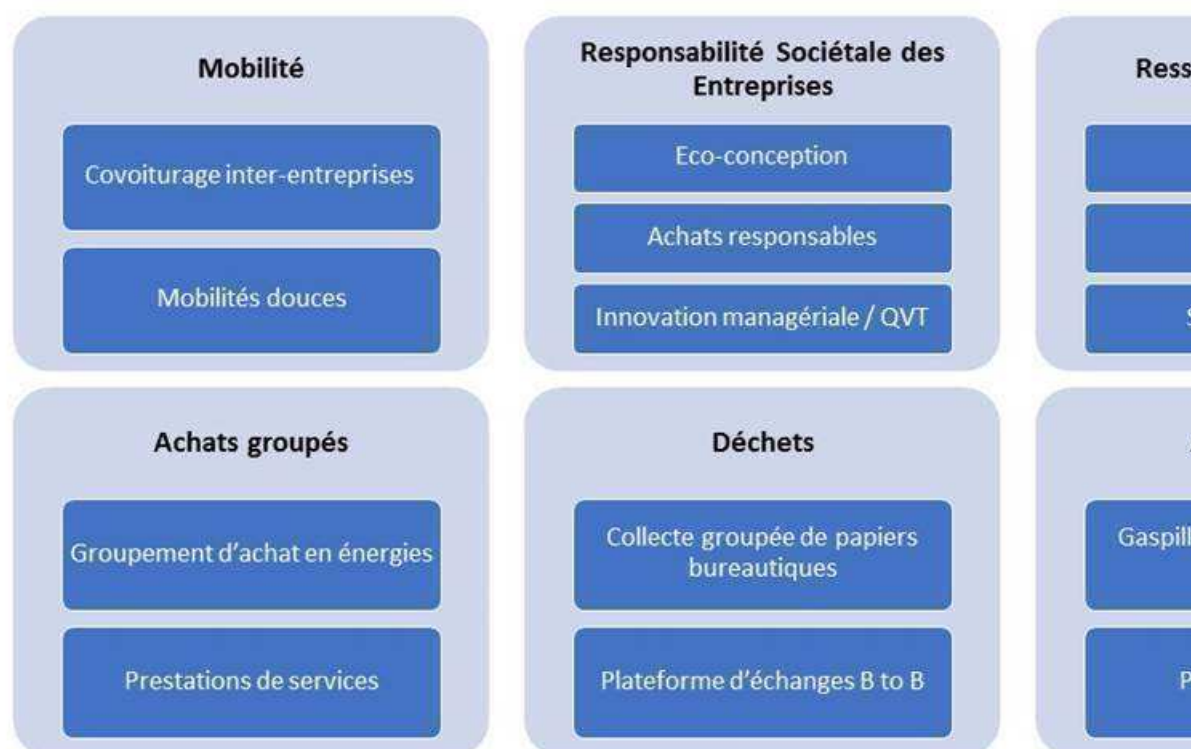 Mobilité
Covoiturage inter-entreprises
Mobilités douces
Responsabilité Sociétale des
Entreprises
Eco-conception
Achats responsables
Innovation managériale / QVT
Achats groupés
Groupement d'achat en énergies
Prestations de services
Déchets
Collecte groupée de papiers
bureautiques
Plateforme d'échanges B to B